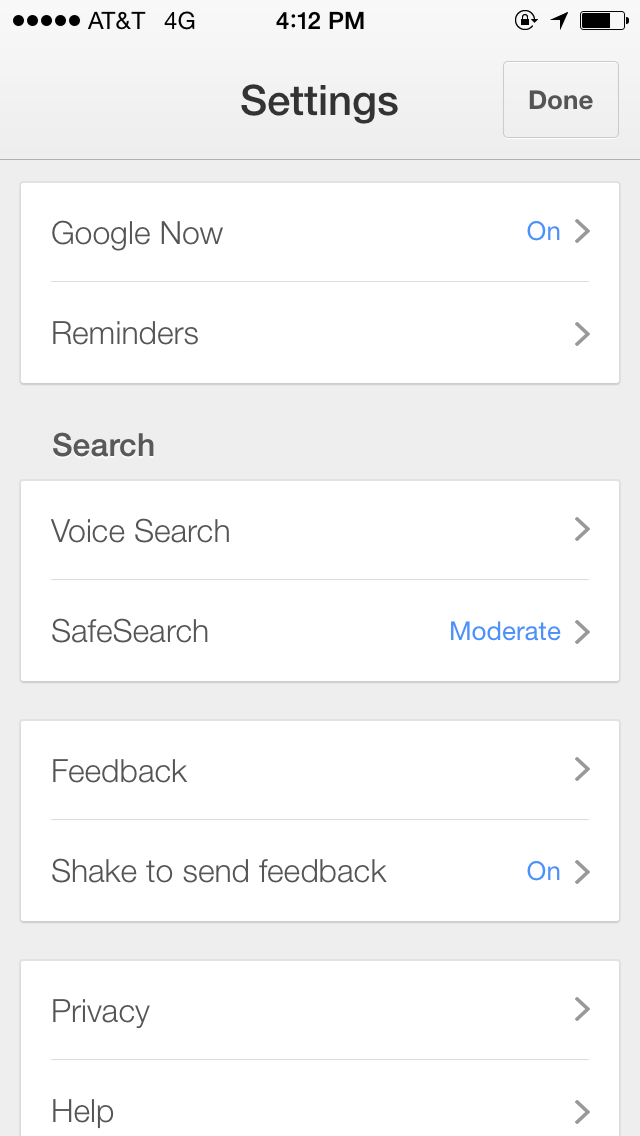 AT&T 4G 4:12 PM
Settings Done
Google Now On
Reminders
Search
Voice Search
SafeSearch Moderate
Feedback
Shake to send feedback On
Privacy
Help